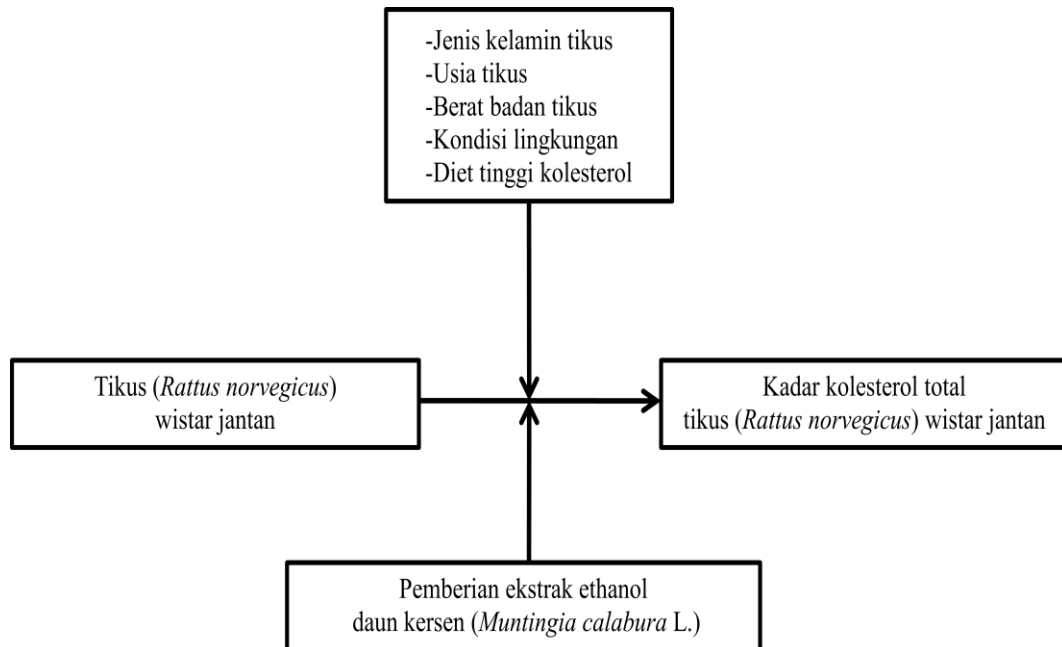 -Jenis kelamin tikus
-Usia tikus
-Berat badan tikus
-Kondisi lingkungan
-Diet tinggi kolesterol
Tikus (Rattus norvegicus)
wistar jantan
Kadar kolesterol total
tikus (Rattus norvegicus) wistar jantan
Pemberian ekstrak ethanol
daun kersen (Muntingia calabura L.)